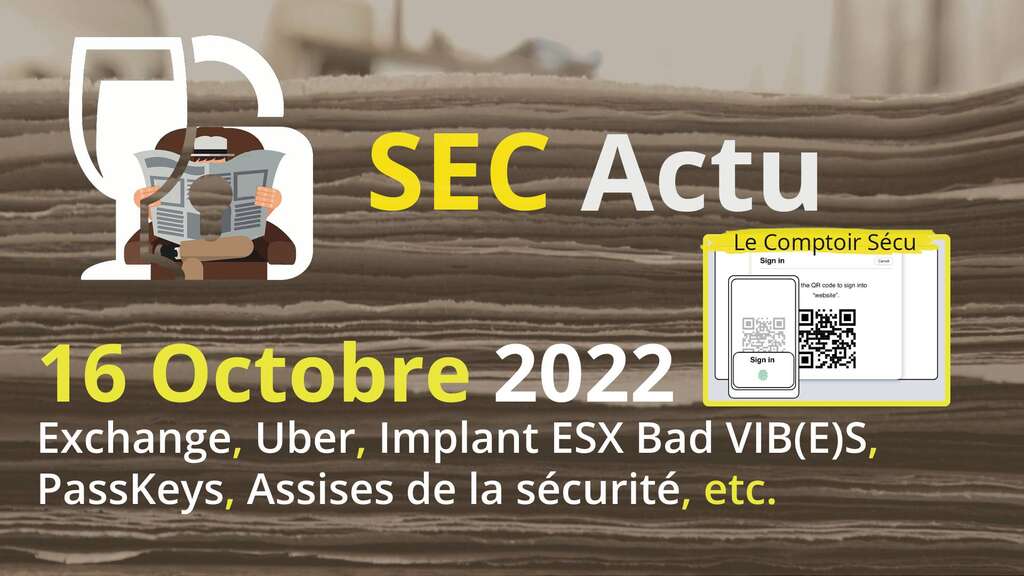 SEC Actu
Le Comptoir Sécu
Sign in
Cancel
the QR code to sign into
"website".
Sign in
16 Octobre 2022
Exchange, Uber, Implant ESX Bad VIB(E)S,
PassKeys, Assises de la sécurité, etc.